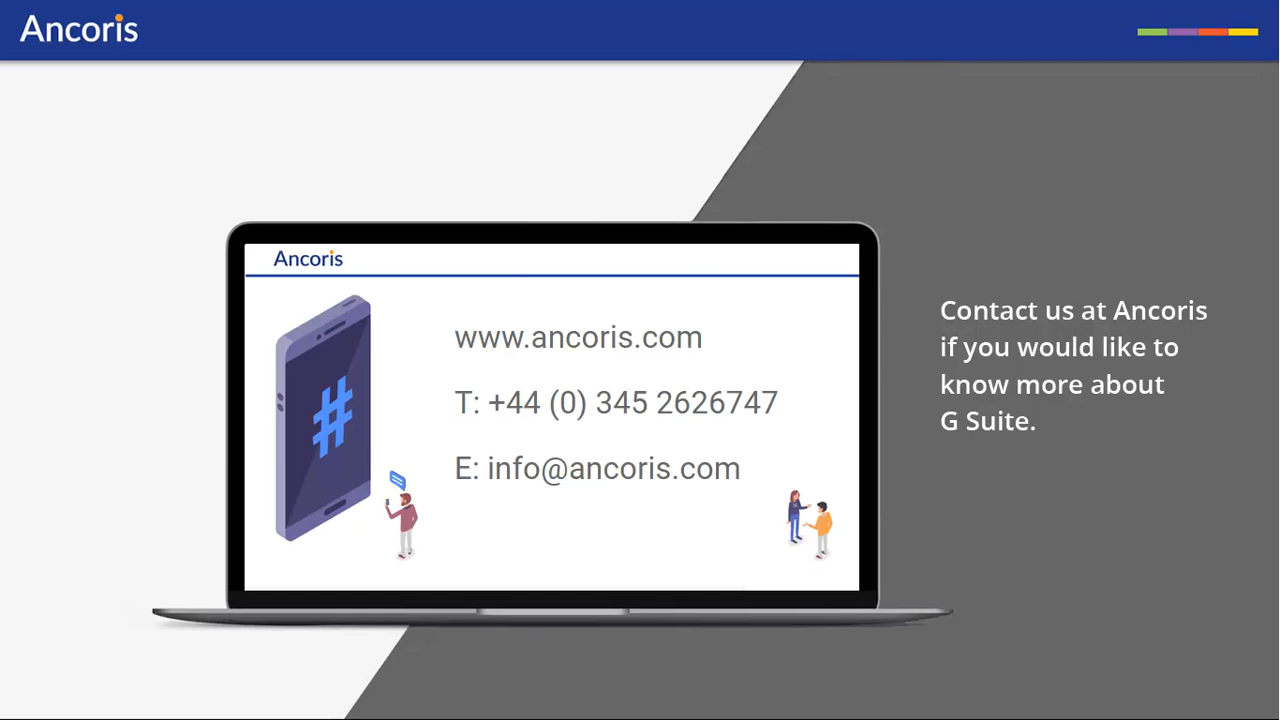 Ancoris
Ancoris
www.ancoris.com
T: +44 (0) 345 2626747
E: info@ancoris.com
#
Contact us at Ancoris
if you would like to
know more about
G Suite.